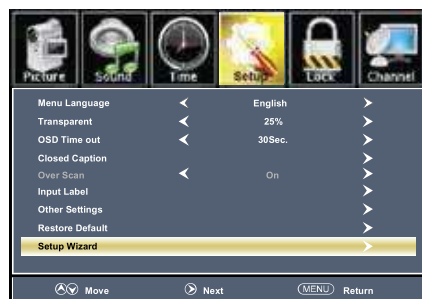 Picture Sound Time Setup Lock Channel
Menu Language English
Transparent 25%
OSD Time out 30Sec.
Closed Caption
Over Scan On
Input Label
Other Settings
Restore Default
Setup Wizard
Move Next MENU Return